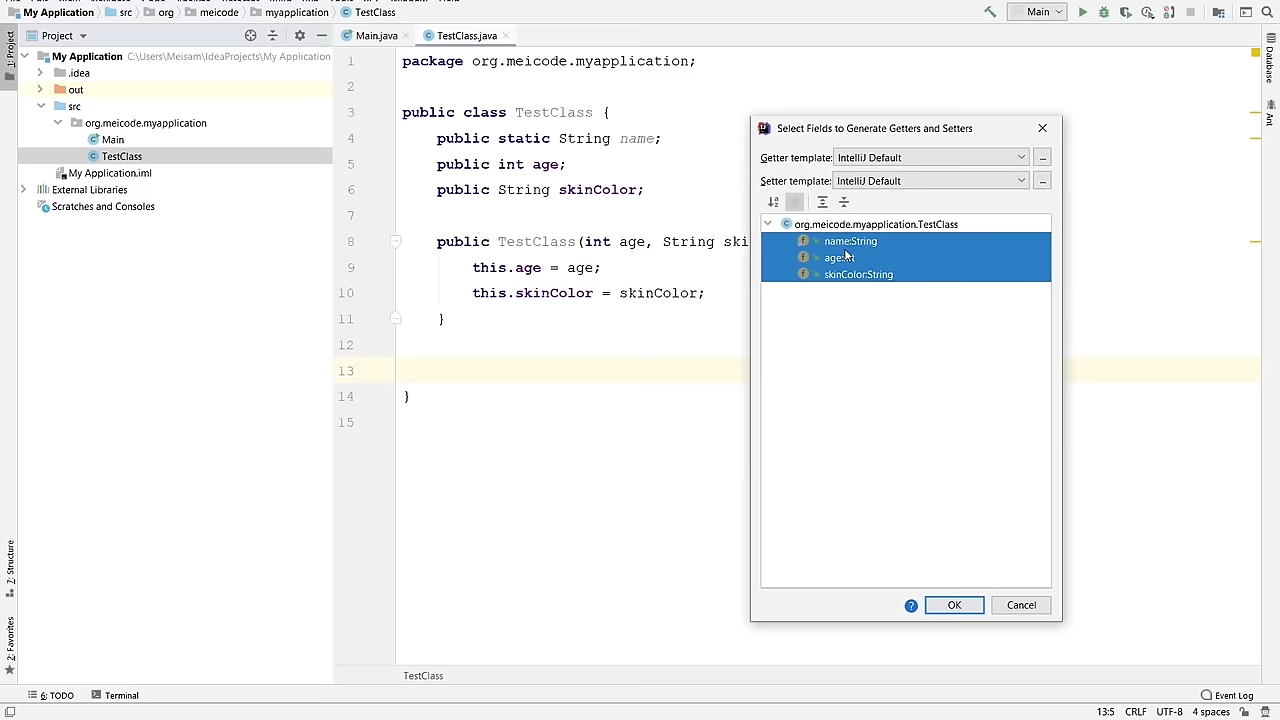 My Application
src
org
meicode
myapplication
TestClass
Main
1: Project
Project
Main.java
TestClass.java
My Application C:\Users\Meisam\IdeaProjects\My Application
.idea
out
src
org.meicode.myapplication
Main
TestClass
My Application.iml
External Libraries
Scratches and Consoles
1 package org.meicode.myapplication;
2
3 public class TestClass {
4 public static String name;
5 public int age;
6 public String skinColor;
7
8 public TestClass(int age, String ski
9 this.age = age;
10 this.skinColor = skinColor;
11 }
12
13
14 }
15
Select Fields to Generate Getters and Setters
Getter template: IntelliJ Default ...
Setter template: IntelliJ Default ...
org.meicode.myapplication.TestClass
name:String
skinColor:String
? OK Cancel
Database
Ant
7: Structure
2: Favorites
TestClass
6: TODO
Terminal
Event Log
13:5 CRLF UTF-8 4 spaces